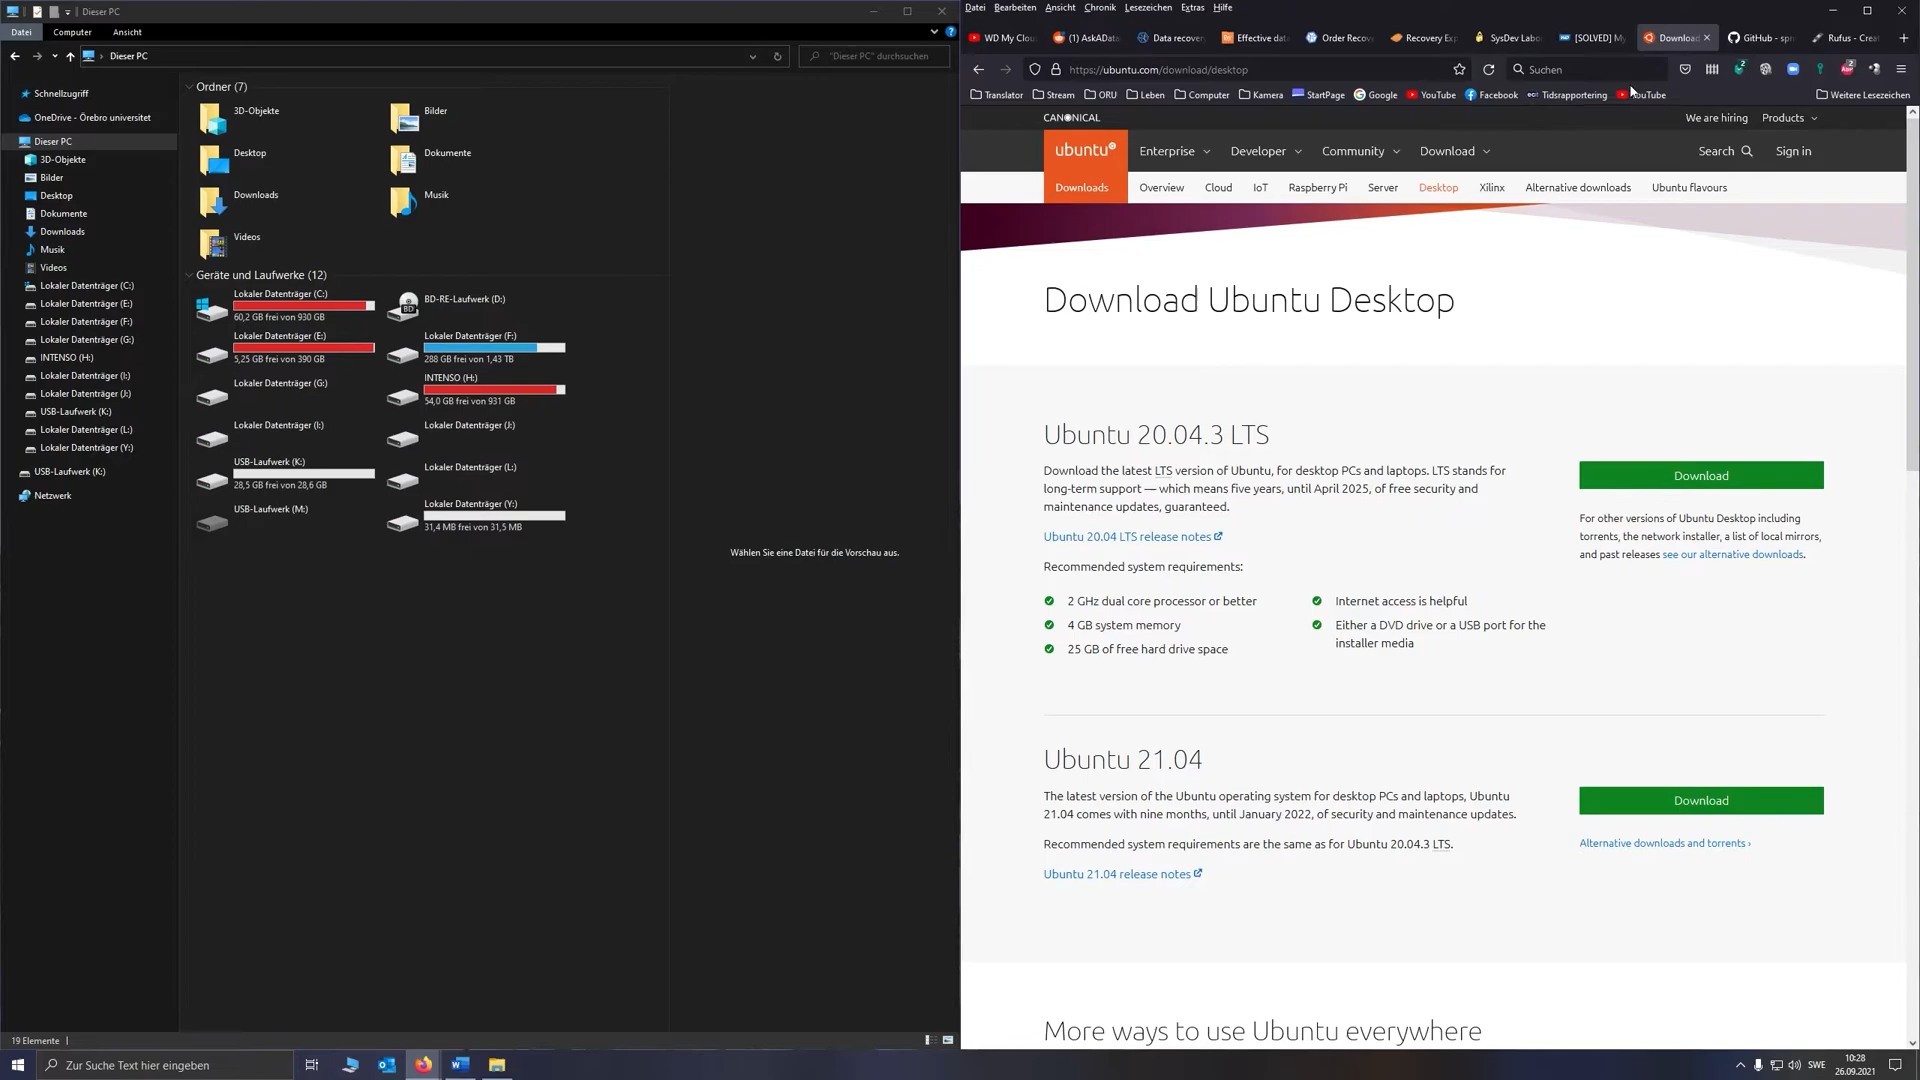 Dieser PC
Datei
Computer
Ansicht
Dieser PC
"Dieser PC" durchsuchen
Schnellzugriff
OneDrive - Örebro universitet
Dieser PC
3D-Objekte
Bilder
Desktop
Dokumente
Downloads
Musik
Videos
Lokaler Datenträger (C:)
Lokaler Datenträger (E:)
Lokaler Datenträger (F:)
Lokaler Datenträger (G:)
INTENSO (H:)
Lokaler Datenträger (I:)
Lokaler Datenträger (J:)
USB-Laufwerk (K:)
Lokaler Datenträger (L:)
Lokaler Datenträger (Y:)
USB-Laufwerk (K:)
Netzwerk
Ordner (7)
3D-Objekte
Bilder
Desktop
Dokumente
Downloads
Musik
Videos
Geräte und Laufwerke (12)
Lokaler Datenträger (C:)
60,2 GB frei von 930 GB
BD-RE-Laufwerk (D:)
Lokaler Datenträger (E:)
5,25 GB frei von 390 GB
Lokaler Datenträger (F:)
288 GB frei von 1,43 TB
Lokaler Datenträger (G:)
INTENSO (H:)
54,0 GB frei von 931 GB
Lokaler Datenträger (I:)
Lokaler Datenträger (J:)
USB-Laufwerk (K:)
28,5 GB frei von 28,6 GB
Lokaler Datenträger (L:)
USB-Laufwerk (M:)
Lokaler Datenträger (Y:)
31,4 MB frei von 31,5 MB
Wählen Sie eine Datei für die Vorschau aus.
19 Elemente
Datei Bearbeiten Ansicht Chronik Lesezeichen Extras Hilfe
WD My Clou (1) AskAData Data recover Effective dat Order Recov Recovery Exp SysDev Labo [SOLVED] My Download GitHub - spr Rufus - Crea
https://ubuntu.com/download/desktop
Suchen
Translator Stream ORU Leben Computer Kamera StartPage Google YouTube Facebook Tidsrapportering YouTube Weitere Lesezeichen
CANONICAL
We are hiring Products
ubuntu
Enterprise Developer Community Download
Search Sign in
Downloads
Overview Cloud IoT Raspberry Pi Server Desktop Xilinx Alternative downloads Ubuntu flavours
Download Ubuntu Desktop
Ubuntu 20.04.3 LTS
Download the latest LTS version of Ubuntu, for desktop PCs and laptops. LTS stands for
long-term support — which means five years, until April 2025, of free security and
maintenance updates, guaranteed.
Ubuntu 20.04 LTS release notes
Recommended system requirements:
2 GHz dual core processor or better
4 GB system memory
25 GB of free hard drive space
Internet access is helpful
Either a DVD drive or a USB port for the
installer media
Download
For other versions of Ubuntu Desktop including
torrents, the network installer, a list of local mirrors,
and past releases see our alternative downloads.
Ubuntu 21.04
The latest version of the Ubuntu operating system for desktop PCs and laptops, Ubuntu
21.04 comes with nine months, until January 2022, of security and maintenance updates.
Recommended system requirements are the same as for Ubuntu 20.04.3 LTS.
Ubuntu 21.04 release notes
Download
Alternative downloads and torrents ›
More ways to use Ubuntu everywhere
Zur Suche Text hier eingeben
SWE
10:28
26.09.2021